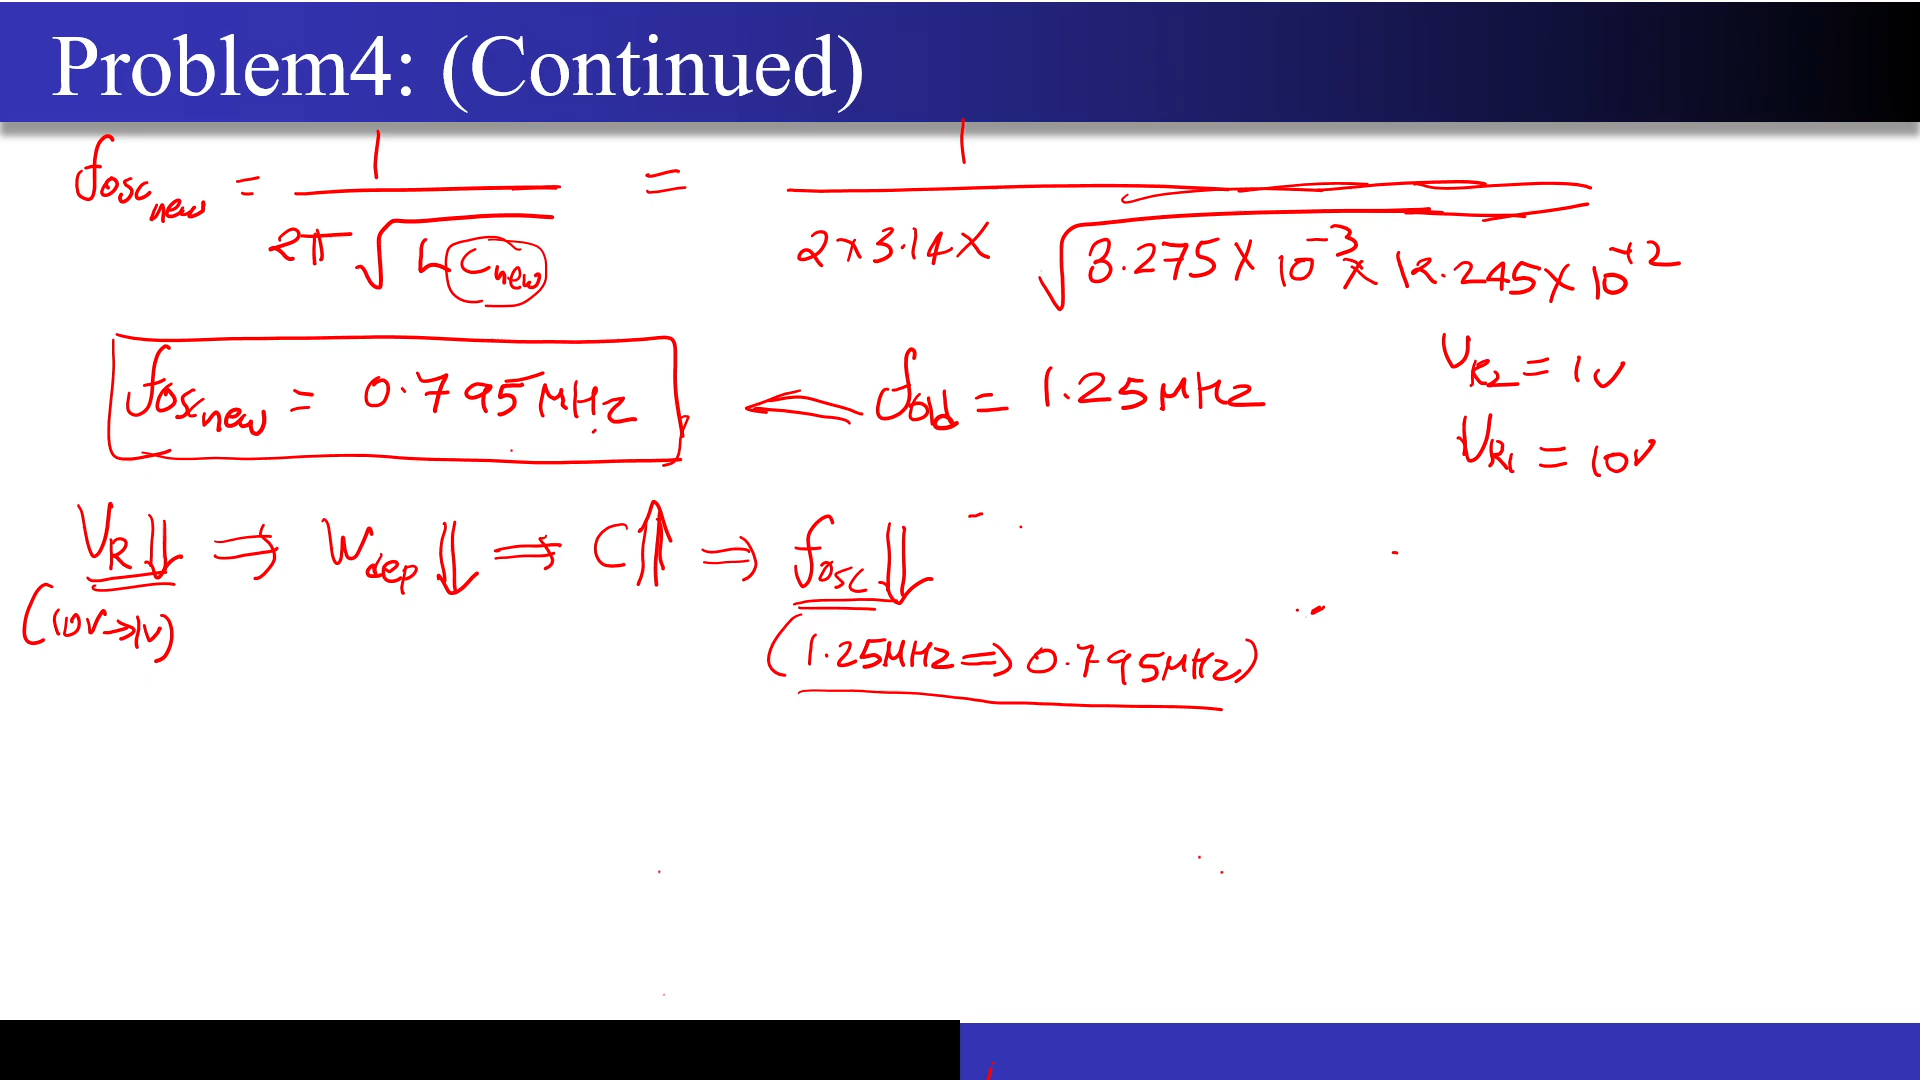 Problem4: (Continued)
fosc new = 1 / 2π√(L Cnew) = 1 / 2 x 3.14 x √(3.275 x 10^-3 x 12.245 x 10^-12)
fosc new = 0.795 MHz ⇐ fold = 1.25 MHz
VR2 = 1V
VR1 = 10V
VR ⇓ ⇒ Wdep ⇓ ⇒ C ⇑ ⇒ fosc ⇓
(10V→1V)
(1.25MHz ⇒ 0.795MHz)